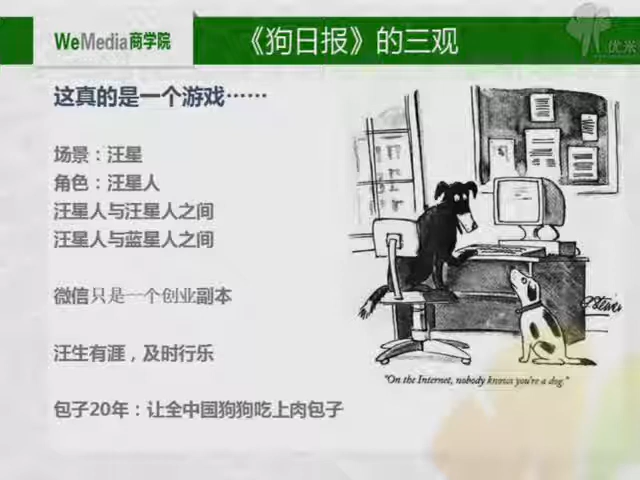 WeMedia商学院
《狗日报》的三观
优米
这真的是一个游戏……
场景：汪星
角色：汪星人
汪星人与汪星人之间
汪星人与蓝星人之间
微信只是一个创业副本
汪生有涯，及时行乐
包子20年：让全中国狗狗吃上肉包子
"On the Internet, nobody knows you're a dog."